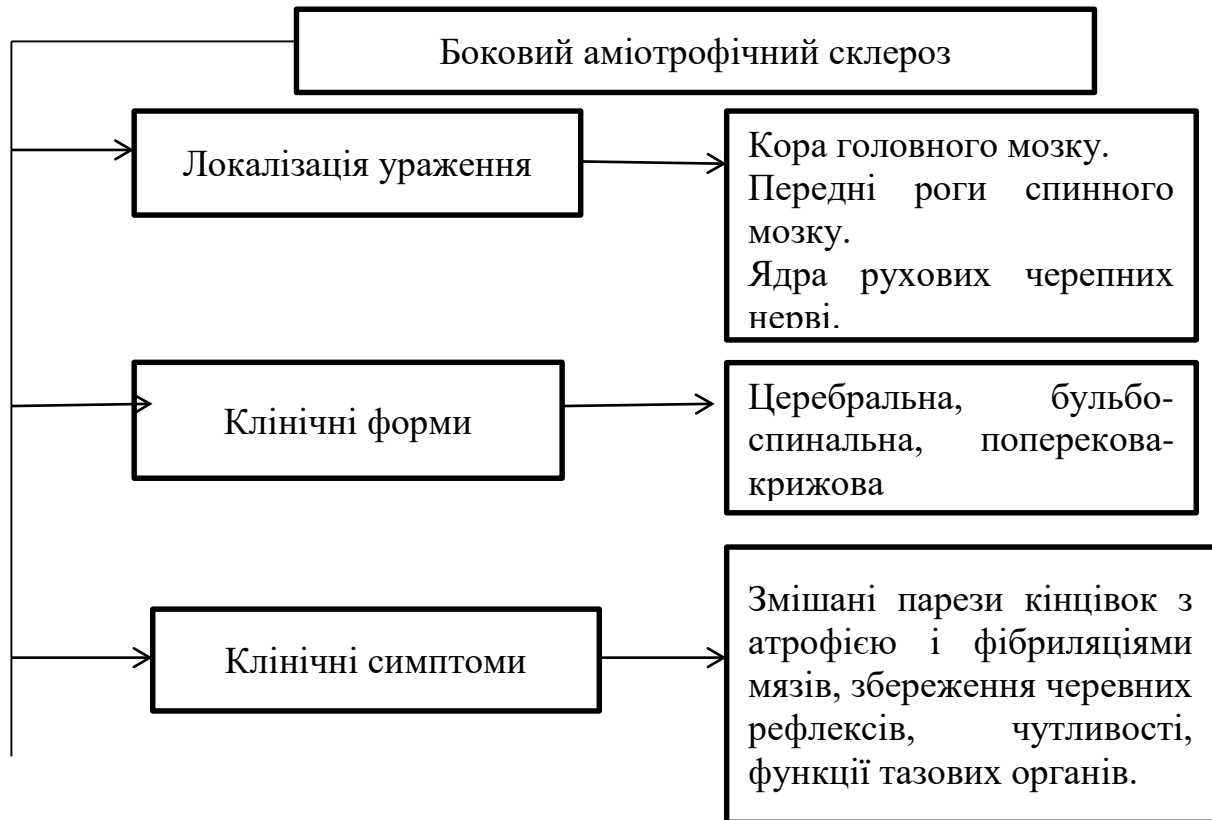 Боковий аміотрофічний склероз
Локалізація ураження
Кора головного мозку.
Передні роги спинного
мозку.
Ядра рухових черепних
нерві.
Клінічні форми
Церебральна, бульбо-
спинальна, поперекова-
крижова
Клінічні симптоми
Змішані парези кінцівок з
атрофією і фібриляціями
мязів, збереження черевних
рефлексів, чутливості,
функції тазових органів.